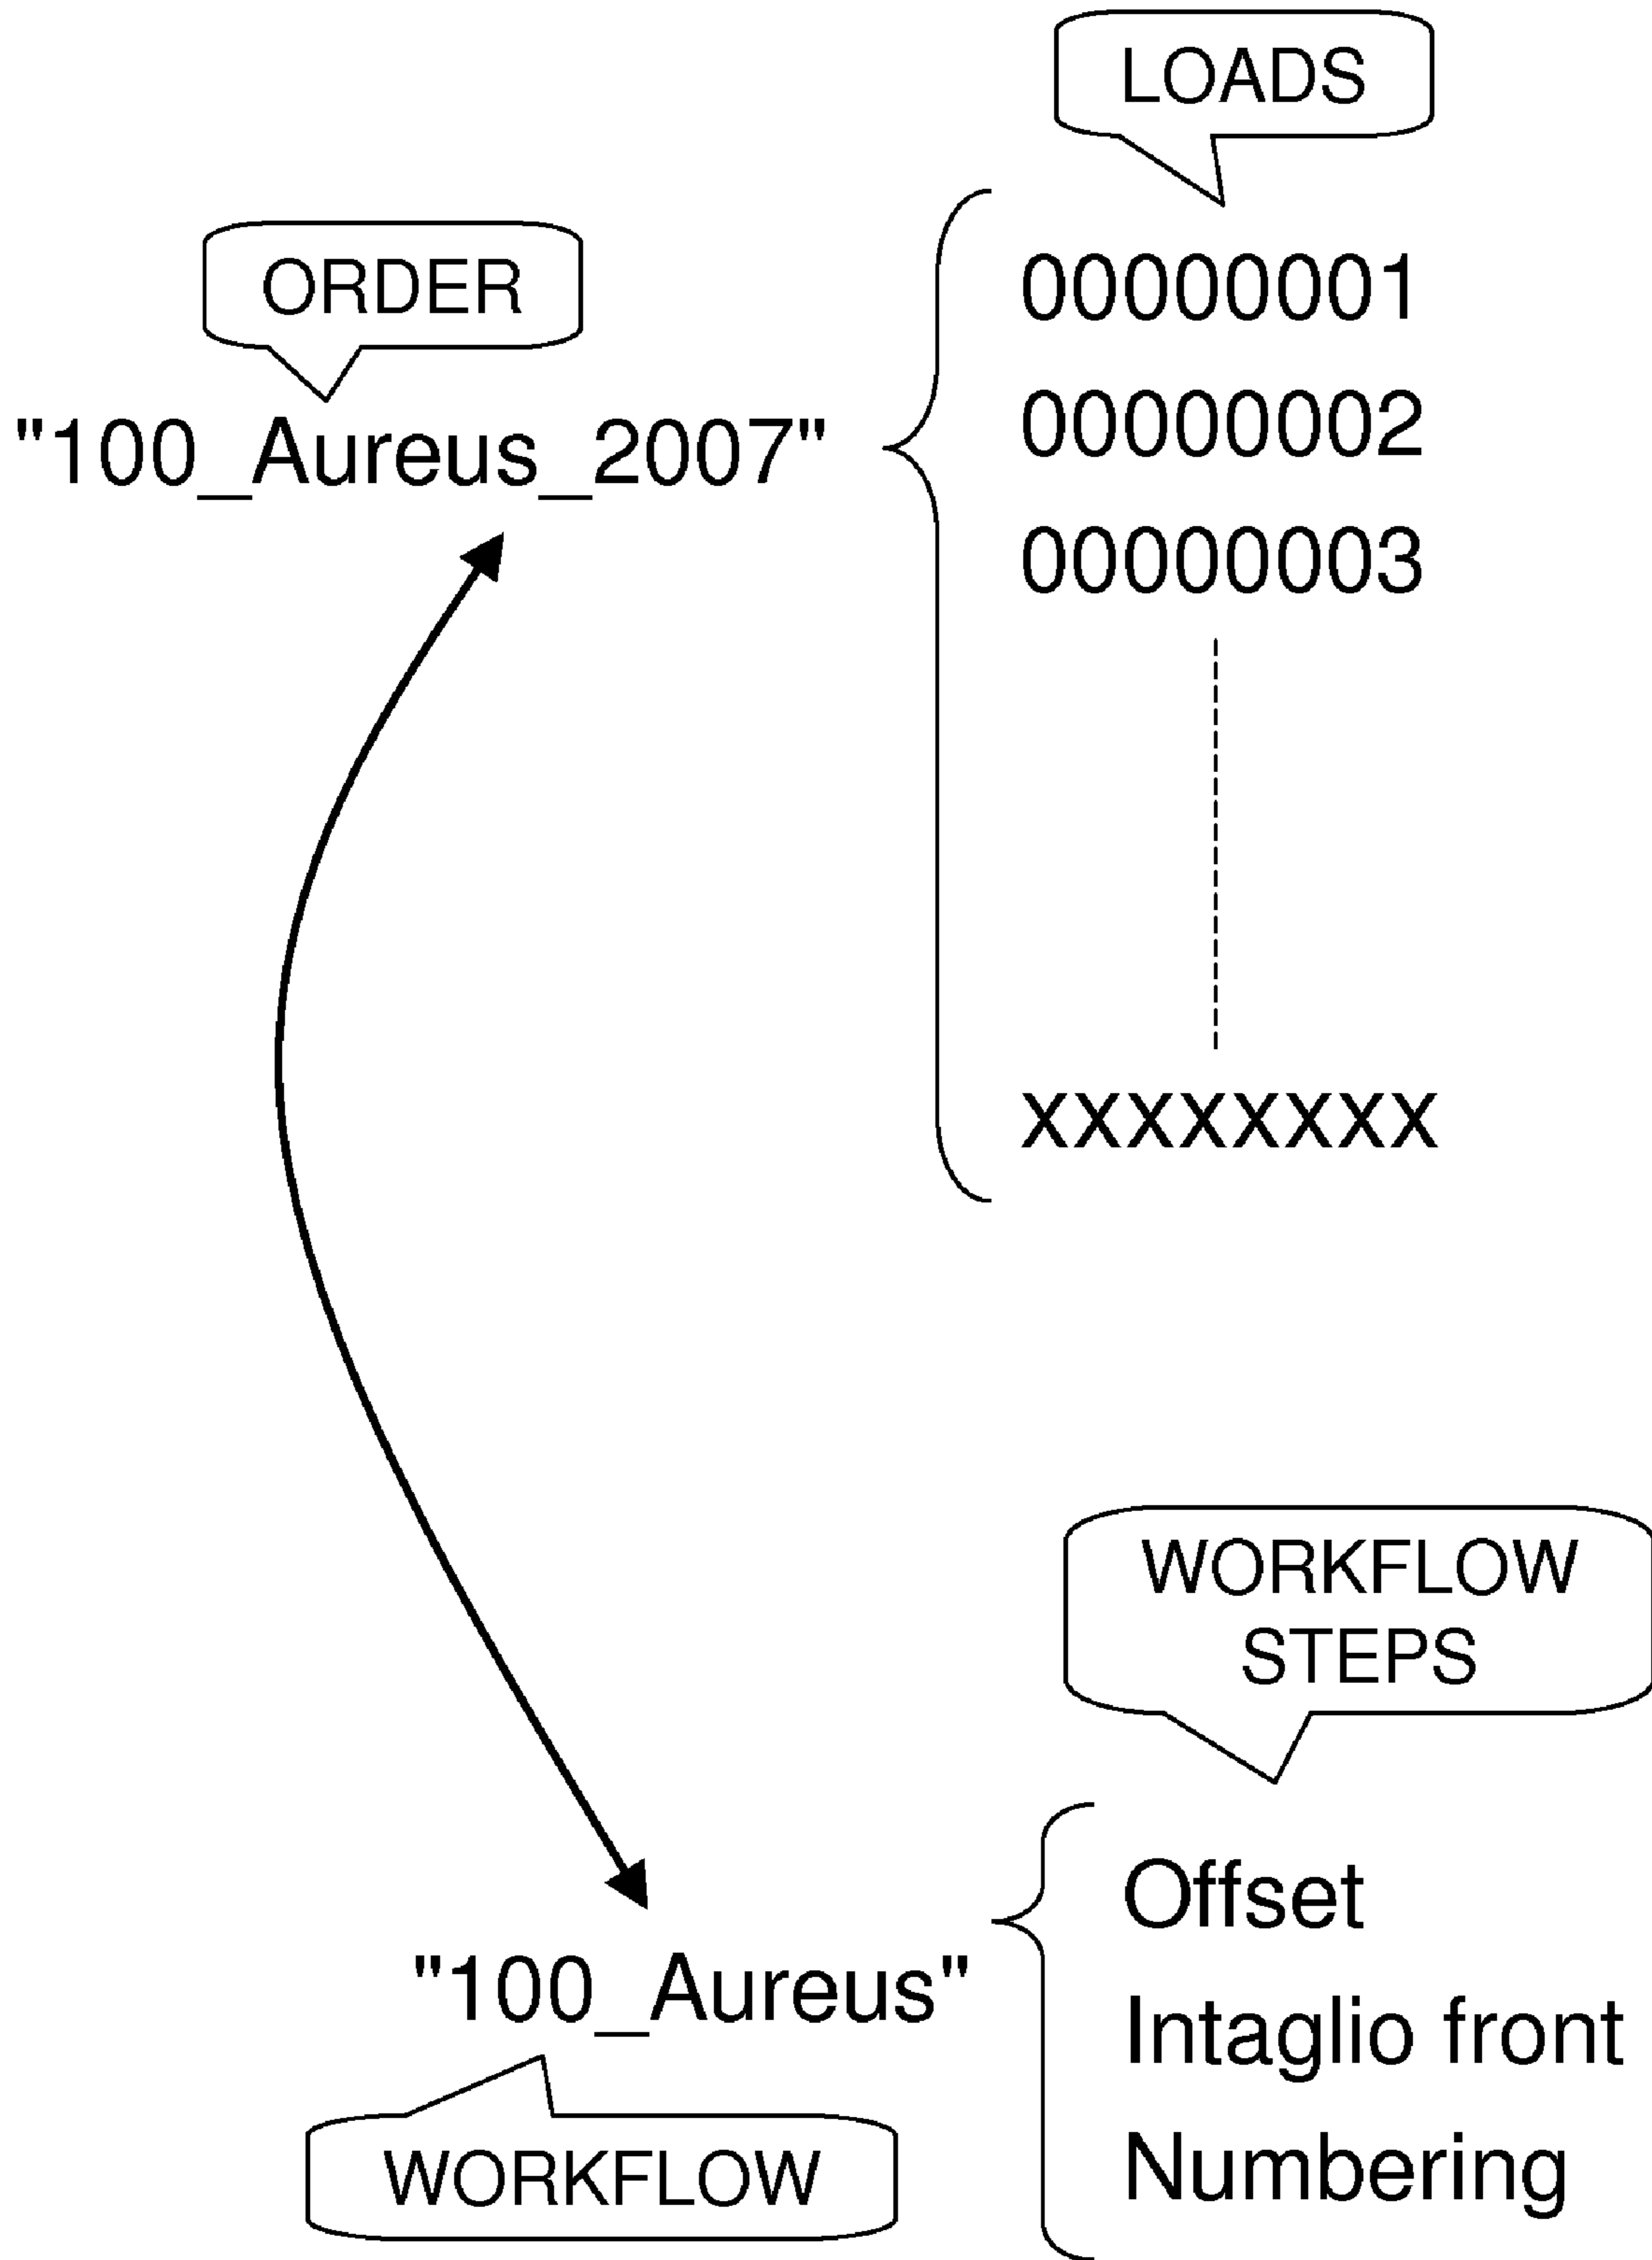 LOADS
ORDER
"100_Aureus_2007"
00000001
00000002
00000003
XXXXXXXX
WORKFLOW
STEPS
"100_Aureus"
Offset
Intaglio front
Numbering
WORKFLOW